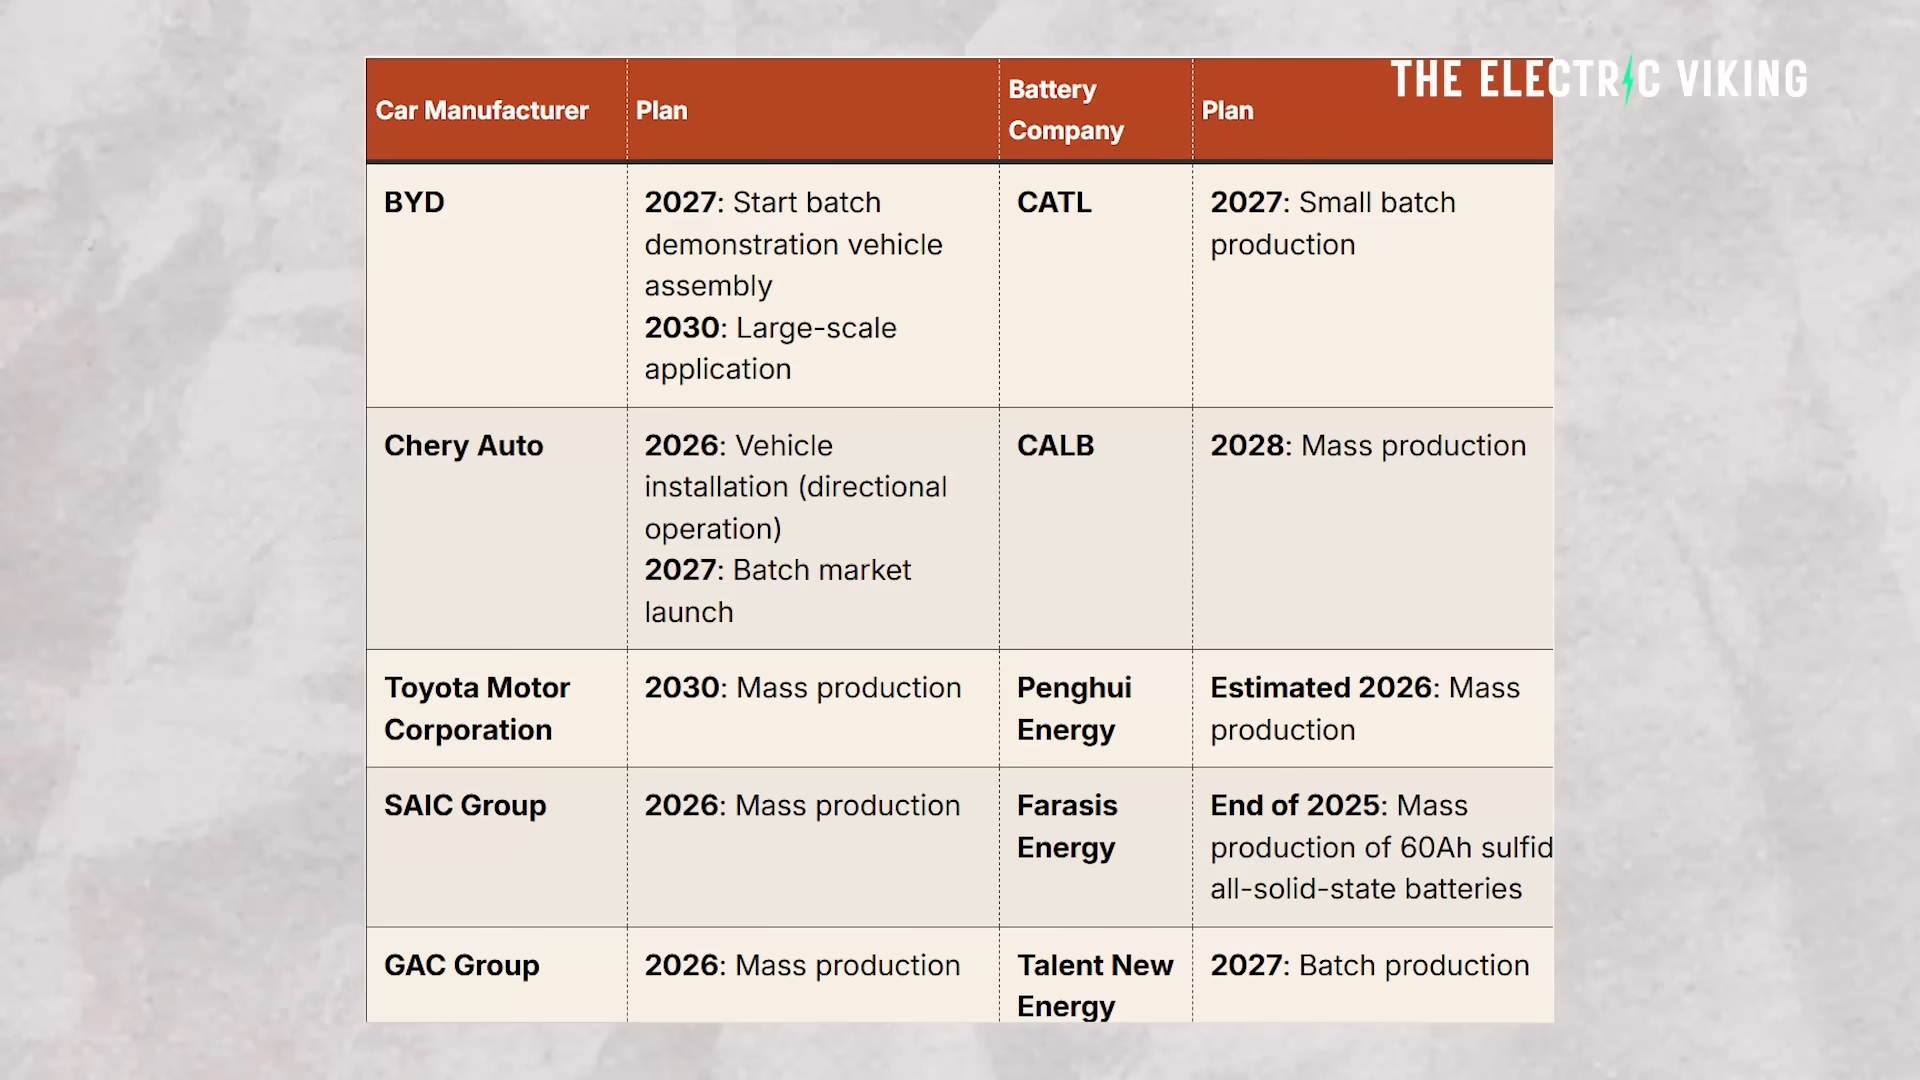 THE ELECTRIC VIKING
Car Manufacturer
Plan
Battery
Company
Plan
BYD
2027: Start batch
demonstration vehicle
assembly
2030: Large-scale
application
CATL
2027: Small batch
production
Chery Auto
2026: Vehicle
installation (directional
operation)
2027: Batch market
launch
CALB
2028: Mass production
Toyota Motor
Corporation
2030: Mass production
Penghui
Energy
Estimated 2026: Mass
production
SAIC Group
2026: Mass production
Farasis
Energy
End of 2025: Mass
production of 60Ah sulfid
all-solid-state batteries
GAC Group
2026: Mass production
Talent New
Energy
2027: Batch production